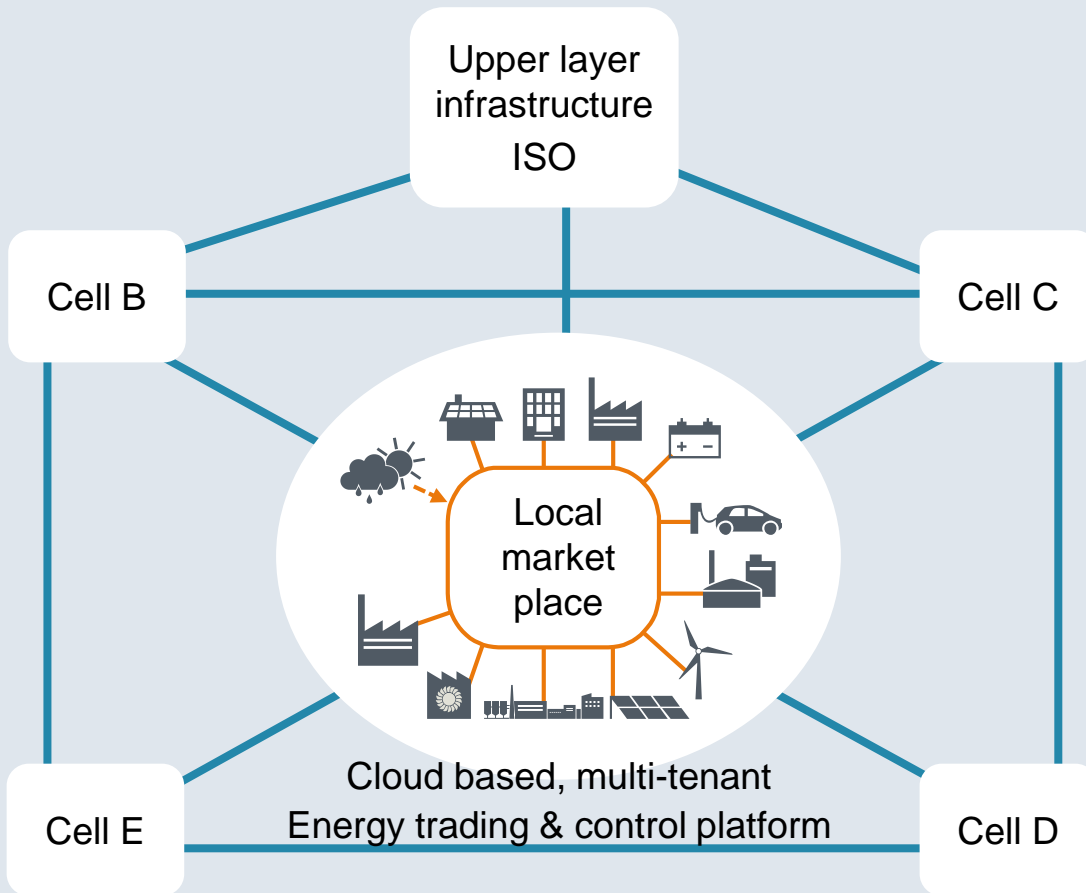 Upper layer
infrastructure
ISO
Cell B
Cell C
Local
market
place
Cloud based, multi-tenant
Energy trading & control platform
Cell E
Cell D